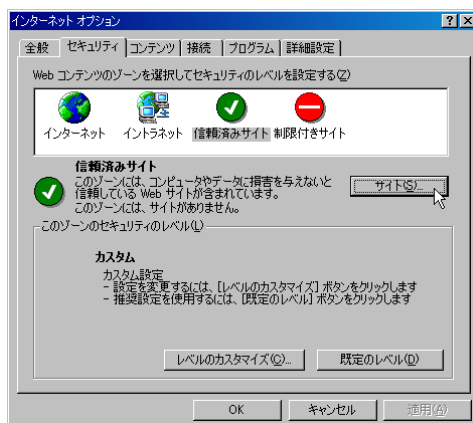 インターネット オプション
全般 セキュリティ コンテンツ 接続 プログラム 詳細設定
Web コンテンツのゾーンを選択してセキュリティのレベルを設定する(Z)
インターネット イントラネット 信頼済みサイト 制限付きサイト
信頼済みサイト
このゾーンには、コンピュータやデータに損害を与えないと
信頼している Web サイトが含まれています。
このゾーンには、サイトがありません。
サイト(S)...
このゾーンのセキュリティのレベル(L)
カスタム
カスタム設定
- 設定を変更するには、[レベルのカスタマイズ] ボタンをクリックします
- 推奨設定を使用するには、[既定のレベル] ボタンをクリックします
レベルのカスタマイズ(C)... 既定のレベル(D)
OK キャンセル 適用(A)